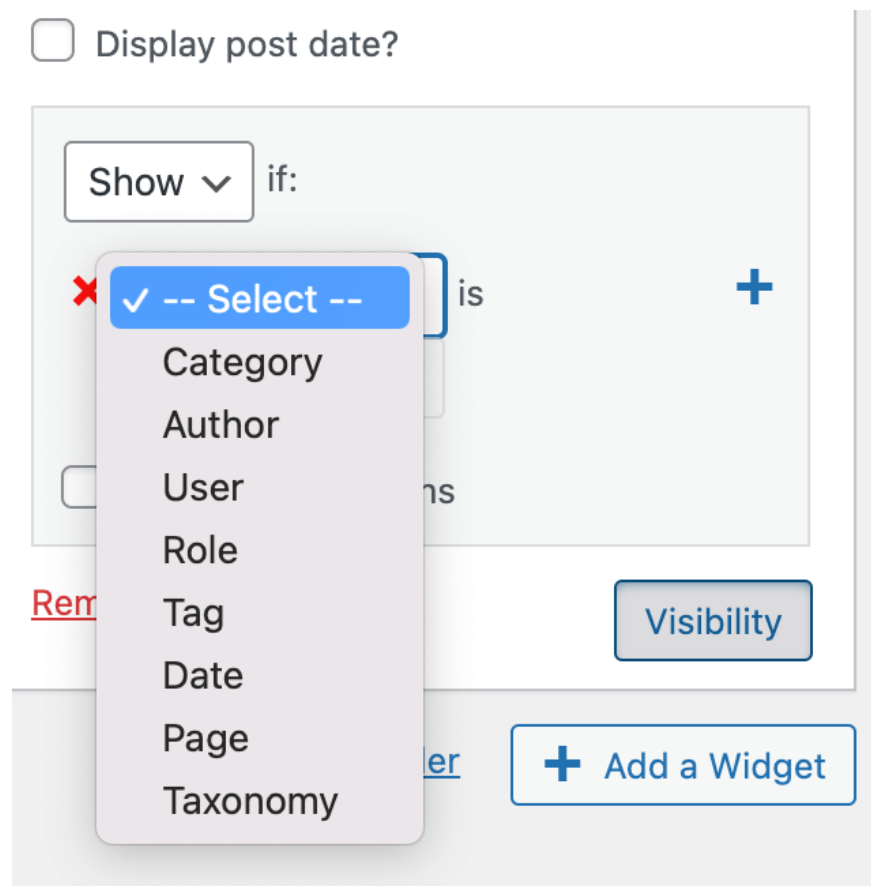 Display post date?
Show if:
-- Select -- is
Category
Author
User
Role
Tag
Date
Page
Taxonomy
Visibility
Add a Widget